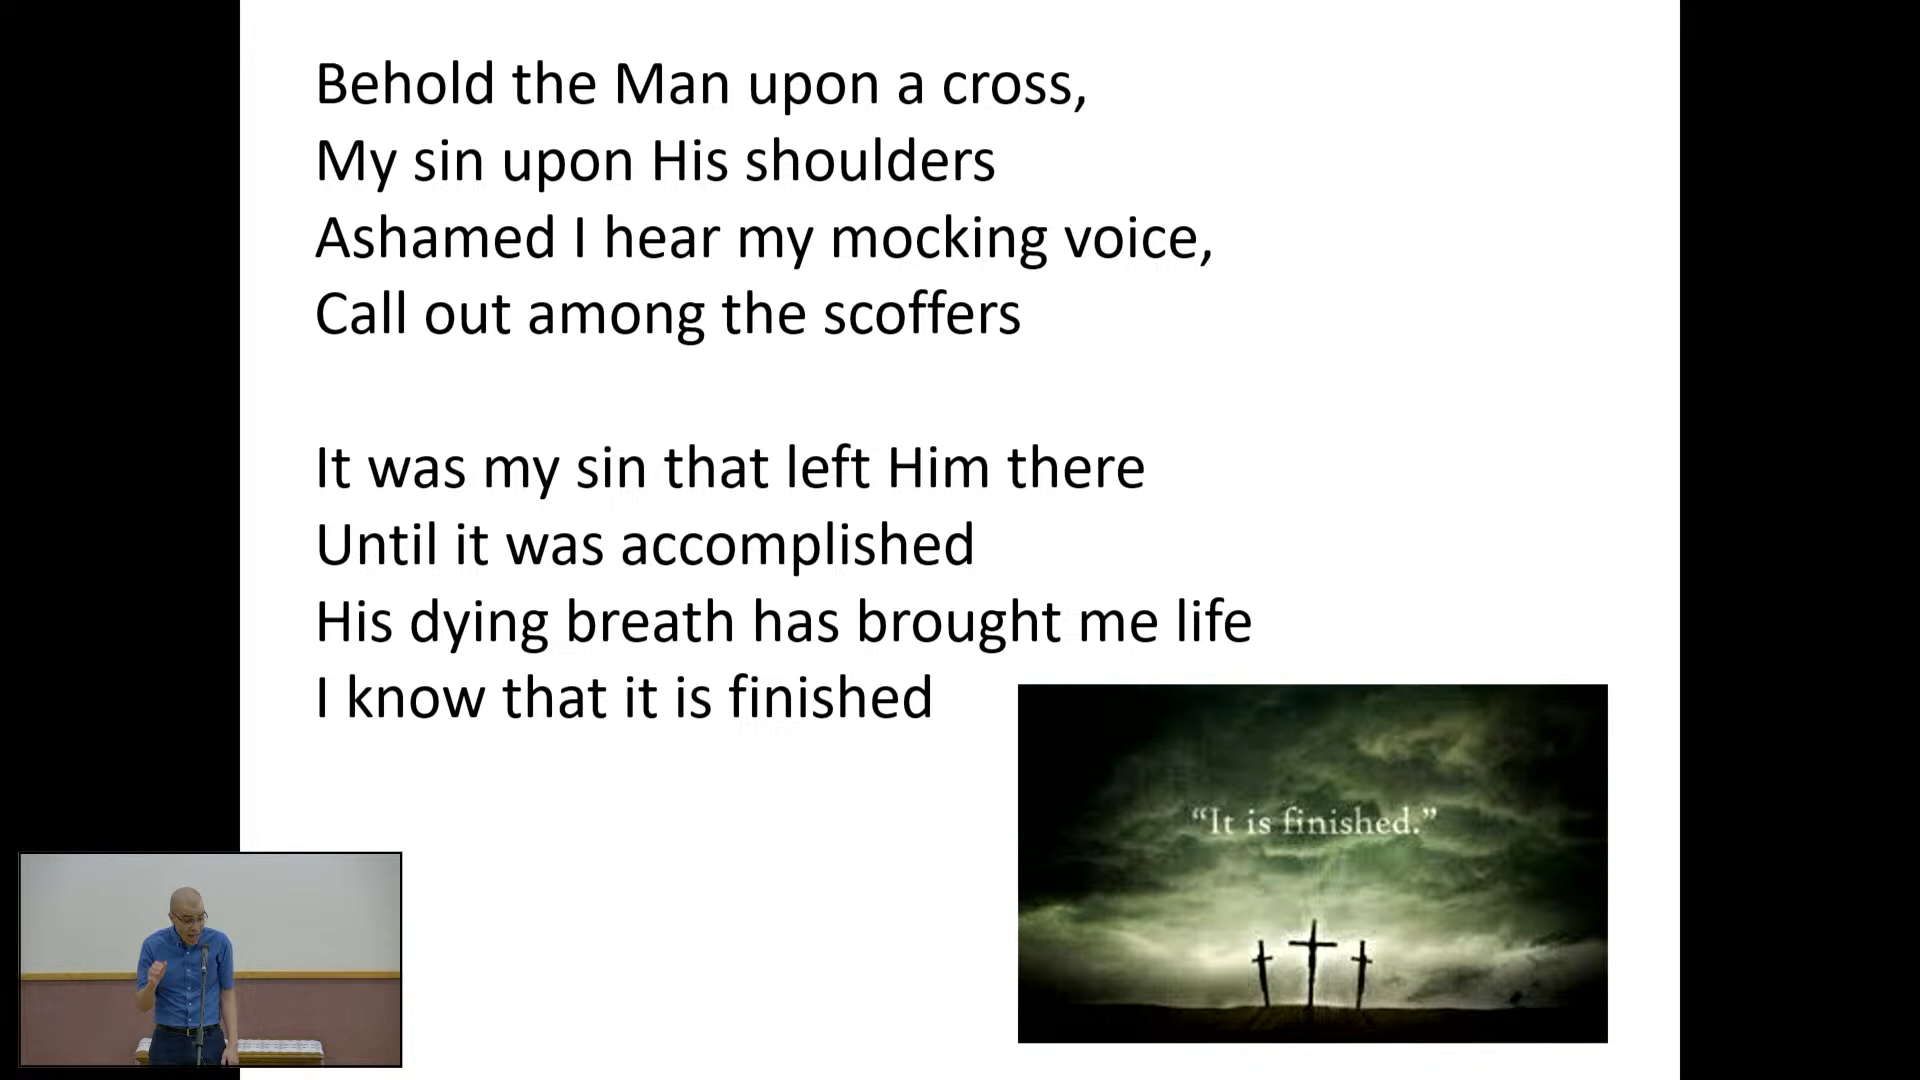 Behold the Man upon a cross,
My sin upon His shoulders
Ashamed I hear my mocking voice,
Call out among the scoffers
It was my sin that left Him there
Until it was accomplished
His dying breath has brought me life
I know that it is finished
“It is finished.”